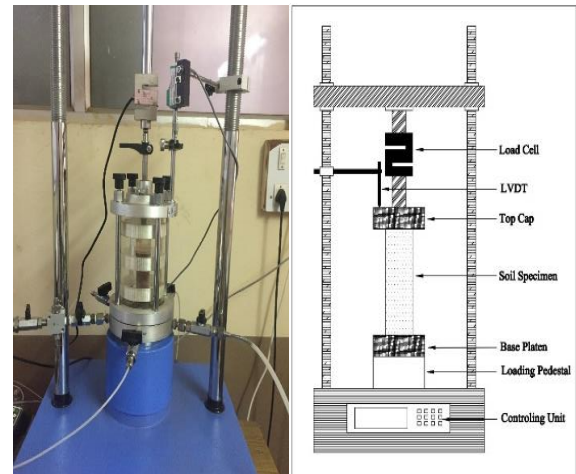 Load Cell
LVDT
Top Cap
Soil Specimen
Base Platen
Loading Pedestal
Controling Unit